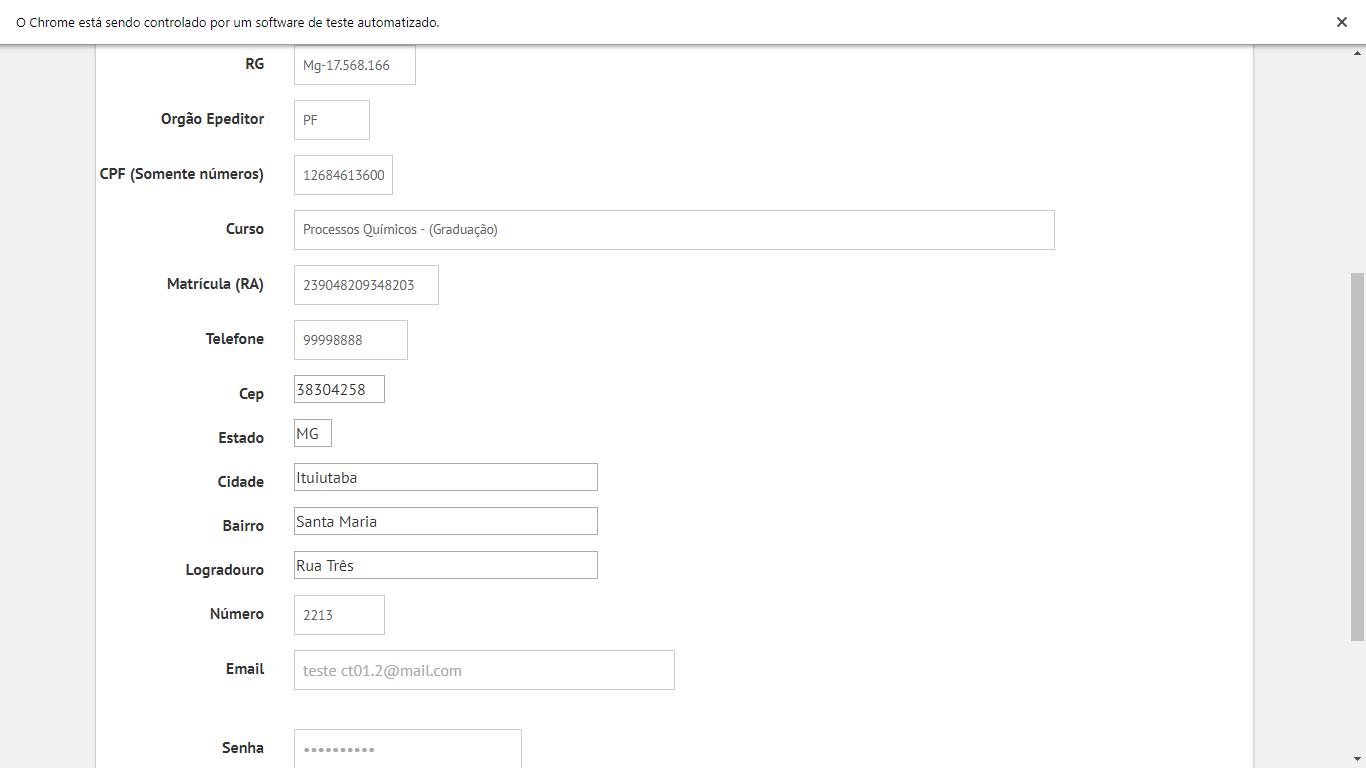 O Chrome está sendo controlado por um software de teste automatizado.
RG Mg-17.568.166
Orgão Epeditor PF
CPF (Somente números) 12684613600
Curso Processos Químicos - (Graduação)
Matrícula (RA) 239048209348203
Telefone 99998888
Cep 38304258
Estado MG
Cidade Ituiutaba
Bairro Santa Maria
Logradouro Rua Três
Número 2213
Email teste ct01.2@mail.com
Senha ••••••••••